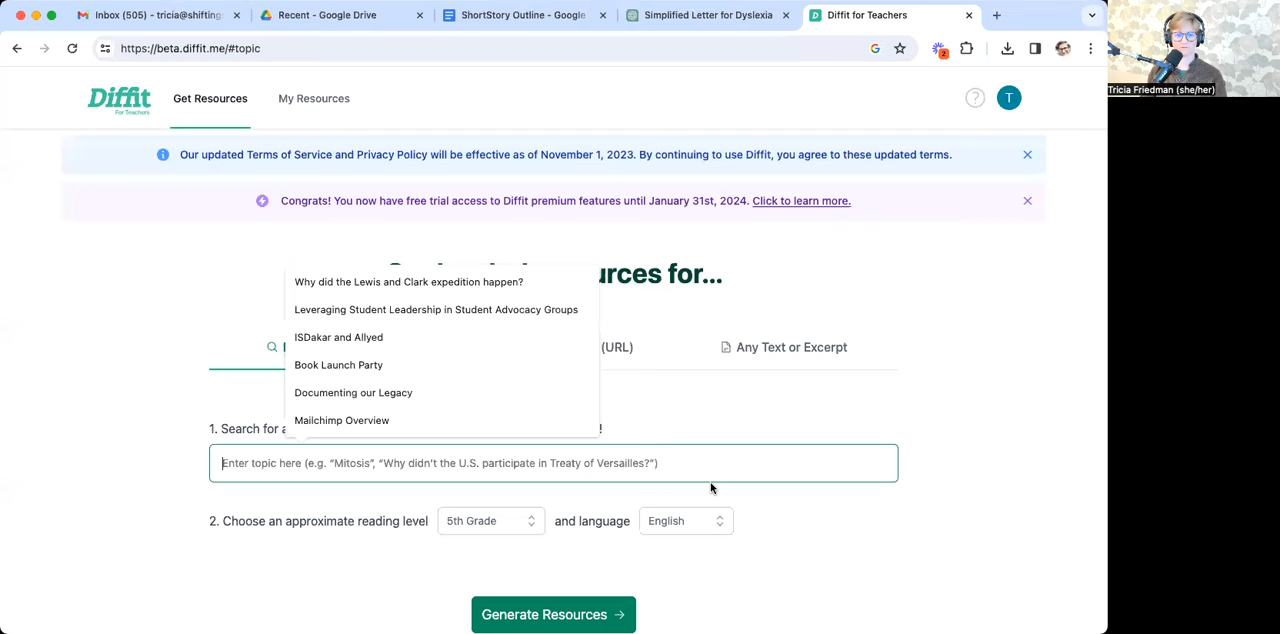 Inbox (505) - tricia@shifting
Recent - Google Drive
ShortStory Outline - Google
Simplified Letter for Dyslexia
Diffit for Teachers
https://beta.diffit.me/#topic
2
Tricia Friedman (she/her)
Diffit
For Teachers
Get Resources
My Resources
?
T
Our updated Terms of Service and Privacy Policy will be effective as of November 1, 2023. By continuing to use Diffit, you agree to these updated terms.
Congrats! You now have free trial access to Diffit premium features until January 31st, 2024. Click to learn more.
urces for...
Why did the Lewis and Clark expedition happen?
Leveraging Student Leadership in Student Advocacy Groups
ISDakar and Allyed
Book Launch Party
Documenting our Legacy
Mailchimp Overview
(URL)
Any Text or Excerpt
1. Search for a !
Enter topic here (e.g. “Mitosis”, “Why didn’t the U.S. participate in Treaty of Versailles?”)
2. Choose an approximate reading level 5th Grade and language English
Generate Resources →